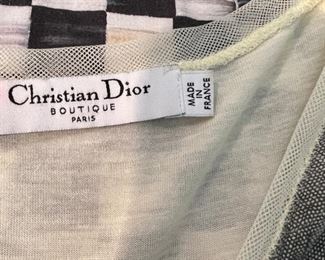 Christian Dior
BOUTIQUE
PARIS
MADE
IN
FRANCE